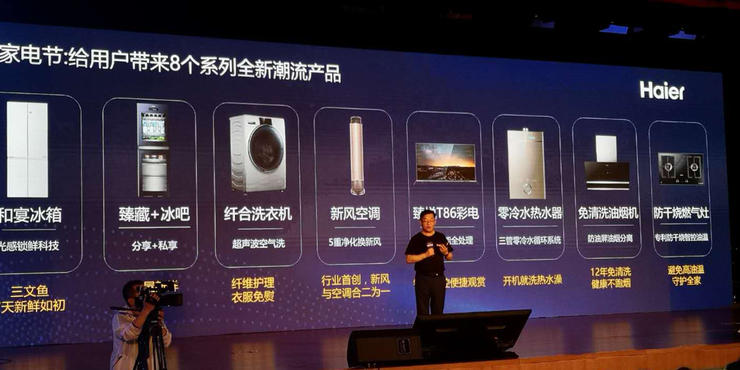 家电节:给用户带来8个系列全新潮流产品
Haier
和宴冰箱
光感锁鲜科技
三文鱼
天新鲜如初
臻藏+冰吧
分享+私享
纤合洗衣机
超声波空气洗
纤维护理
衣服免熨
新风空调
5重净化换新风
行业首创，新风
与空调合二为一
T86彩电
全处理
便捷观赏
零冷水热水器
三管零冷水循环系统
开机就洗热水澡
免清洗油烟机
防油屏油烟分离
12年免清洗
健康不跑烟
防干烧燃气灶
专利防干烧智控油温
避免高油温
守护全家